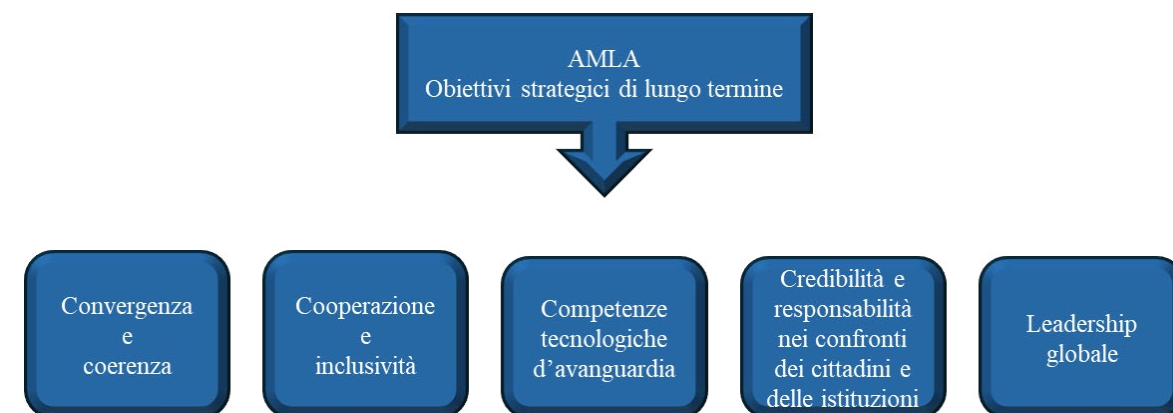 AMLA
Obiettivi strategici di lungo termine
Convergenza
e
coerenza
Cooperazione
e
inclusività
Competenze
tecnologiche
d’avanguardia
Credibilità e
responsabilità
nei confronti
dei cittadini e
delle istituzioni
Leadership
globale